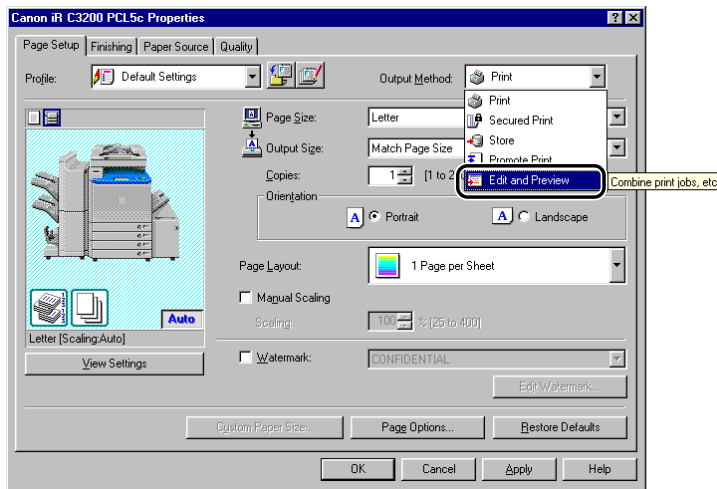 Canon iR C3200 PCL5c Properties
Page Setup Finishing Paper Source Quality
Profile: Default Settings Output Method: Print
Print
Secured Print
Store
Promote Print
Edit and Preview
Combine print jobs, etc
Page Size: Letter
Output Size: Match Page Size
Copies: 1 [1 to 2
Orientation
A Portrait A Landscape
Page Layout: 1 Page per Sheet
Manual Scaling
Scaling: 100 % [25 to 400]
Auto
Letter [Scaling:Auto]
View Settings
Watermark: CONFIDENTIAL
Edit Watermark...
Custom Paper Size... Page Options... Restore Defaults
OK Cancel Apply Help